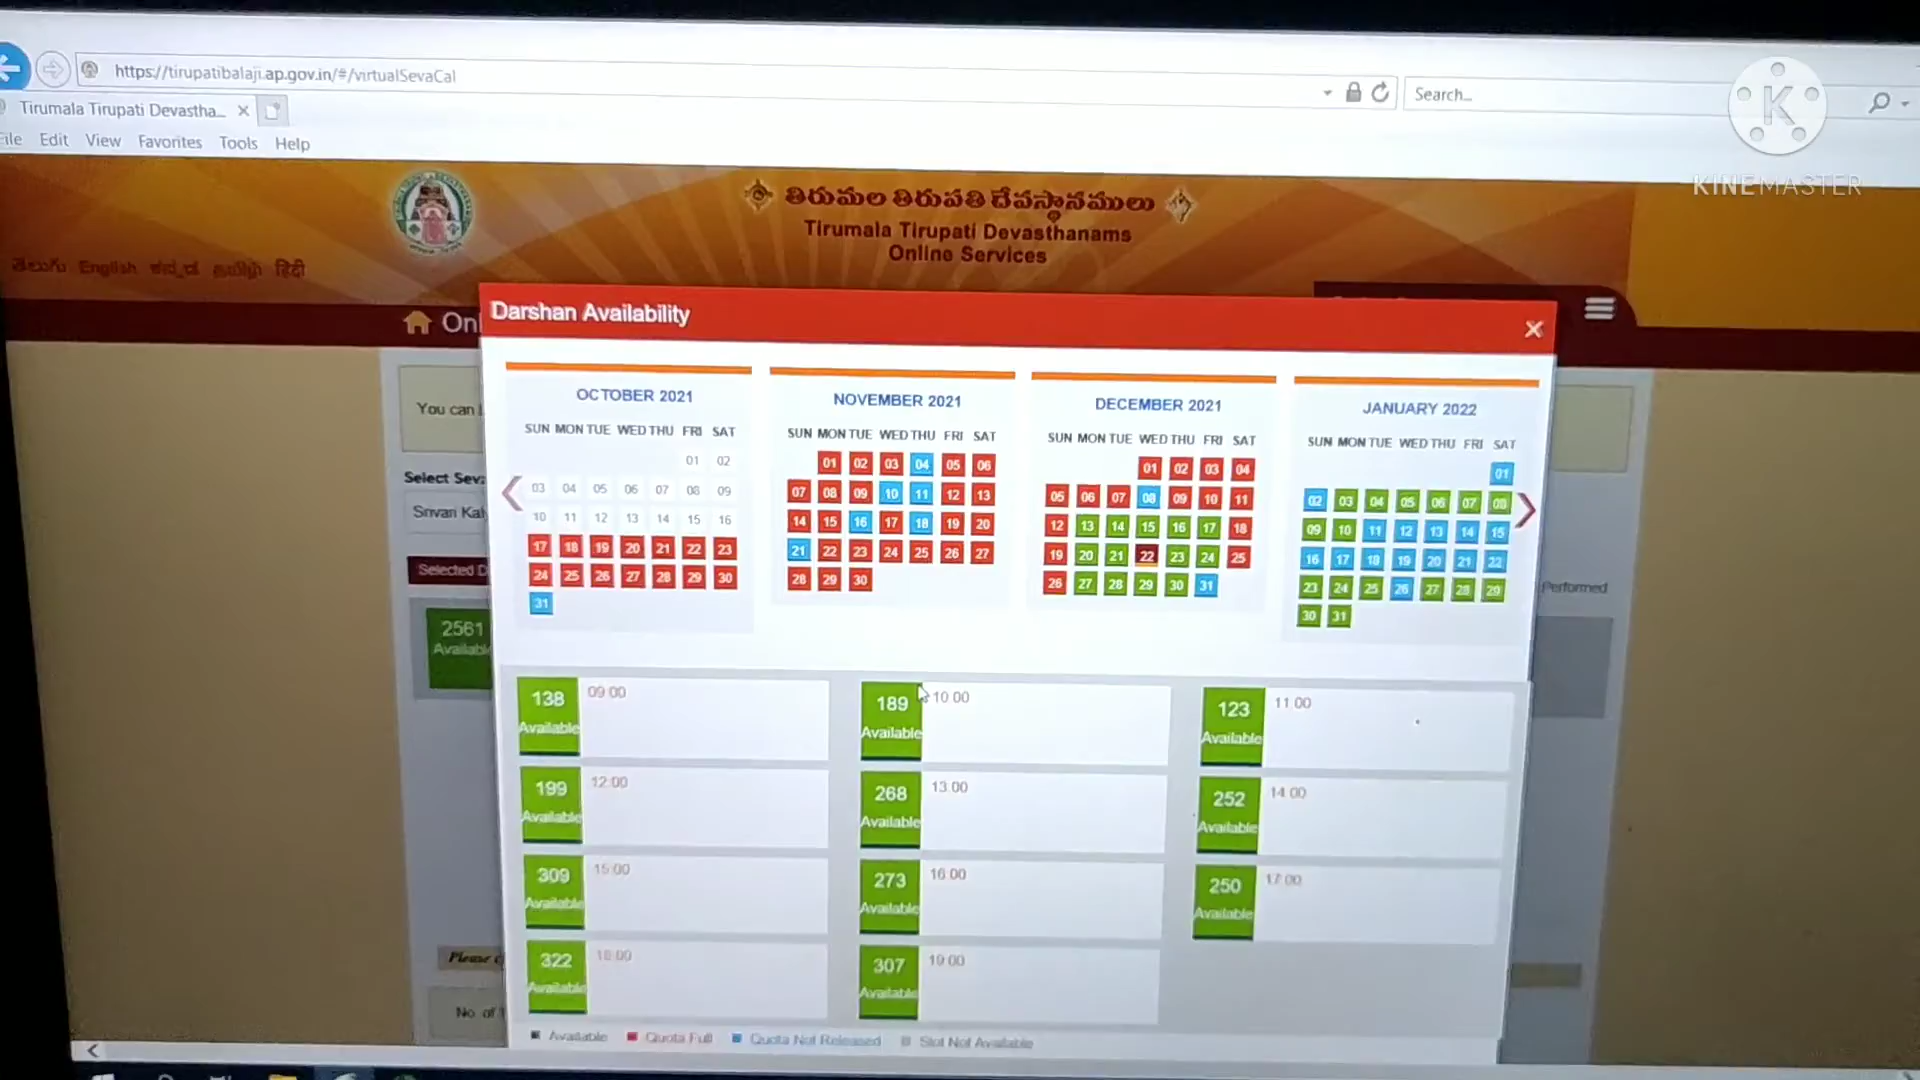 https://tirupatibalaji.ap.gov.in/#/virtualSevaCal
Search...
Tirumala Tirupati Devastha...
File Edit View Favorites Tools Help
KINEMASTER
తిరుమల తిరుపతి దేవస్థానములు
Tirumala Tirupati Devasthanams
Online Services
తెలుగు English ಕನ್ನಡ தமிழ் हिंदी
Onl
Darshan Availability
You can
Select Sev
Srivari Kal
Selected D
2561
Availabl
Performed
OCTOBER 2021
SUN MON TUE WED THU FRI SAT
01 02
03 04 05 06 07 08 09
10 11 12 13 14 15 16
17 18 19 20 21 22 23
24 25 26 27 28 29 30
31
NOVEMBER 2021
SUN MON TUE WED THU FRI SAT
01 02 03 04 05 06
07 08 09 10 11 12 13
14 15 16 17 18 19 20
21 22 23 24 25 26 27
28 29 30
DECEMBER 2021
SUN MON TUE WED THU FRI SAT
01 02 03 04
05 06 07 08 09 10 11
12 13 14 15 16 17 18
19 20 21 22 23 24 25
26 27 28 29 30 31
JANUARY 2022
SUN MON TUE WED THU FRI SAT
01
02 03 04 05 06 07 08
09 10 11 12 13 14 15
16 17 18 19 20 21 22
23 24 25 26 27 28 29
30 31
138 Available 09:00
189 Available 10:00
123 Available 11:00
199 Available 12:00
268 Available 13:00
252 Available 14:00
309 Available 15:00
273 Available 16:00
250 Available 17:00
322 Available 18:00
307 Available 19:00
Please c
No. of
Available Quota Full Quota Not Released Slot Not Available